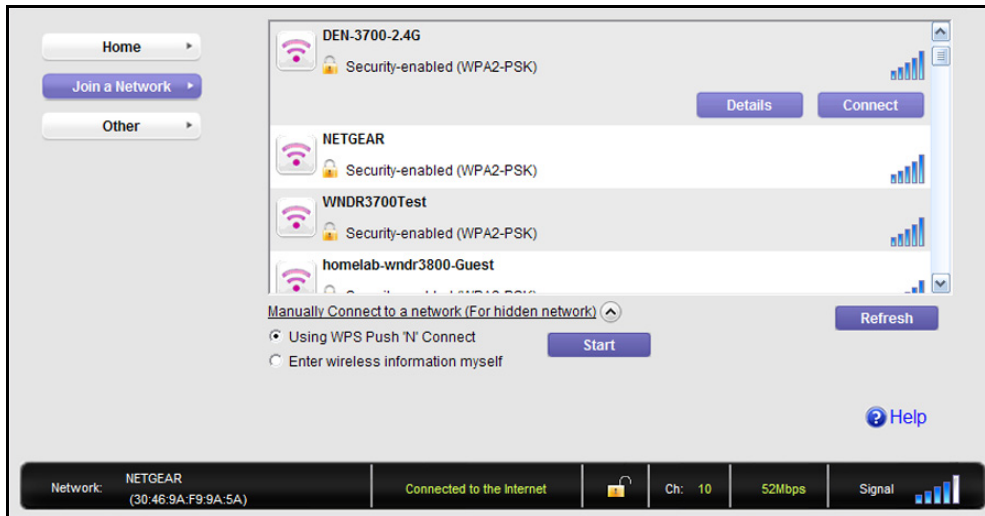 Home
Join a Network
Other
DEN-3700-2.4G
Security-enabled (WPA2-PSK)
Details
Connect
NETGEAR
Security-enabled (WPA2-PSK)
WNDR3700Test
Security-enabled (WPA2-PSK)
homelab-wndr3800-Guest
Manually Connect to a network (For hidden network)
Refresh
Using WPS Push 'N' Connect
Start
Enter wireless information myself
Help
Network: NETGEAR
(30:46:9A:F9:9A:5A)
Connected to the Internet
Ch: 10
52Mbps
Signal